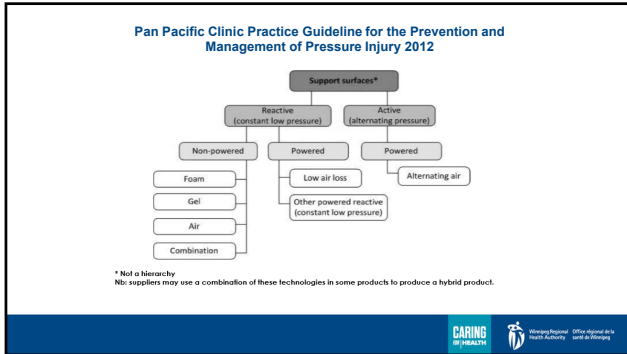 Pan Pacific Clinic Practice Guideline for the Prevention and
Management of Pressure Injury 2012
Support surfaces*
Reactive
(constant low pressure)
Active
(alternating pressure)
Non-powered
Powered
Powered
Foam
Gel
Air
Combination
Low air loss
Other powered reactive
(constant low pressure)
Alternating air
* Not a hierarchy
Nb: suppliers may use a combination of these technologies in some products to produce a hybrid product.
CARING
FOR HEALTH
Winnipeg Regional
Health Authority
Office régional de la
santé de Winnipeg